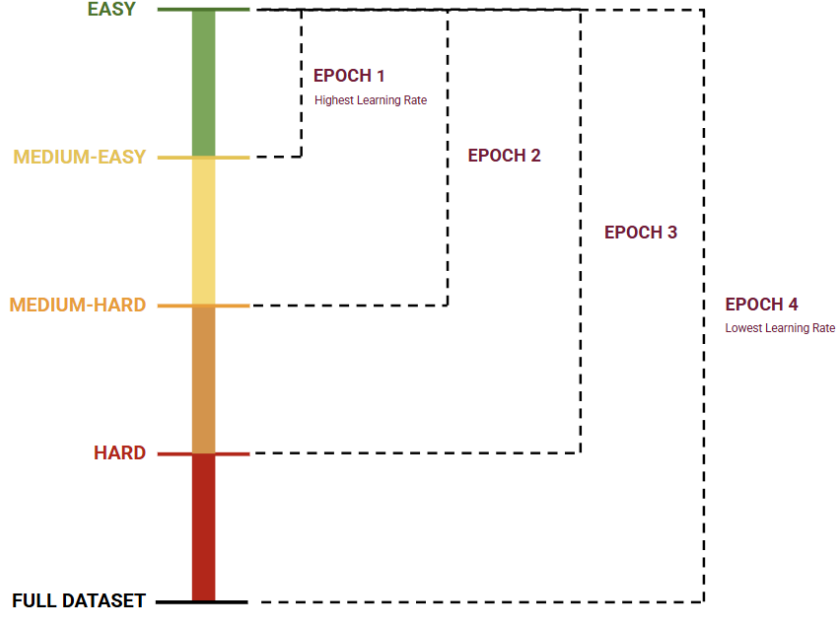 EASY
EPOCH 1
Highest Learning Rate
MEDIUM-EASY
EPOCH 2
EPOCH 3
MEDIUM-HARD
EPOCH 4
Lowest Learning Rate
HARD
FULL DATASET